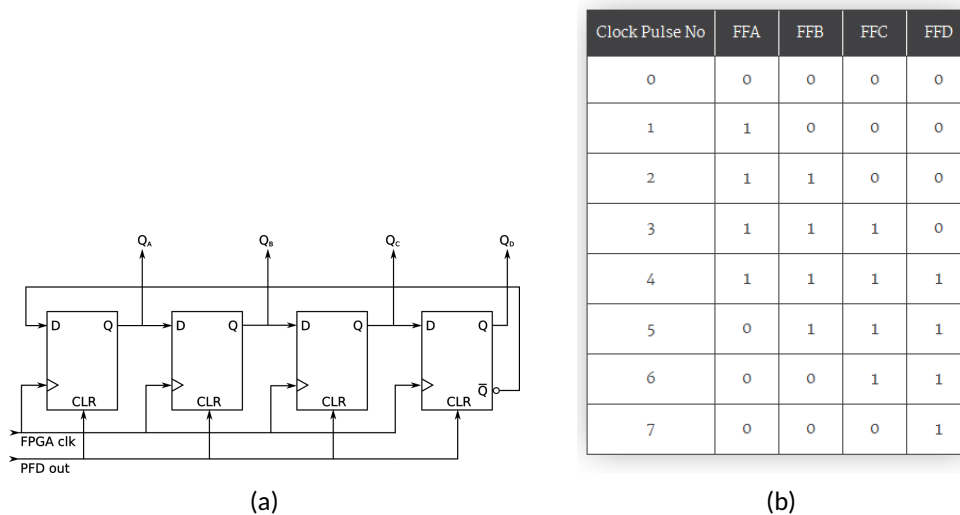 Q_A Q_B Q_C Q_D
D Q D Q D Q D Q
Q̅
CLR CLR CLR CLR
FPGA clk
PFD out
(a)
Clock Pulse No FFA FFB FFC FFD
0 0 0 0 0
1 1 0 0 0
2 1 1 0 0
3 1 1 1 0
4 1 1 1 1
5 0 1 1 1
6 0 0 1 1
7 0 0 0 1
(b)